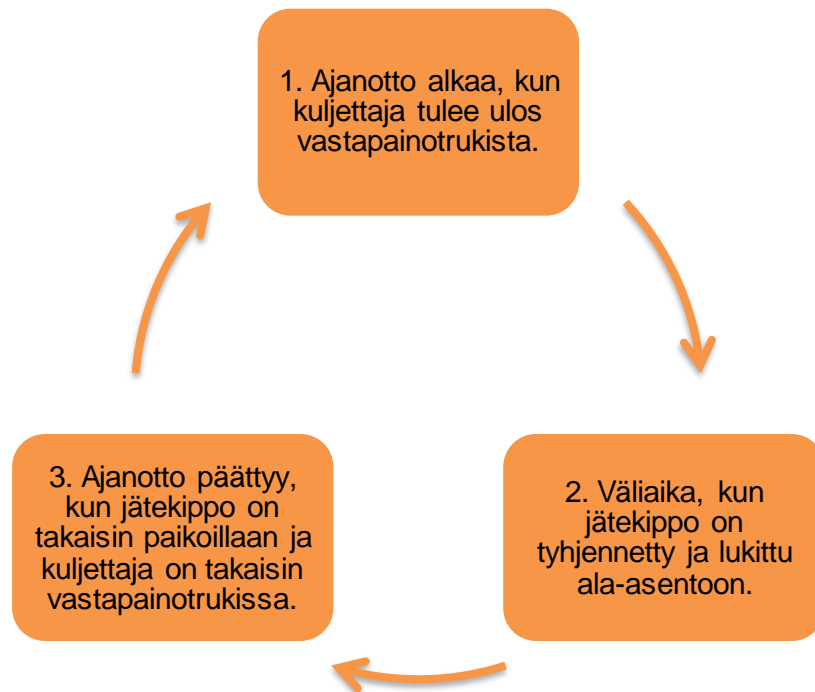 1. Ajanotto alkaa, kun
kuljettaja tulee ulos
vastapainotrukista.
2. Väliaika, kun
jätekippo on
tyhjennetty ja lukittu
ala-asentoon.
3. Ajanotto päättyy,
kun jätekippo on
takaisin paikoillaan ja
kuljettaja on takaisin
vastapainotrukissa.